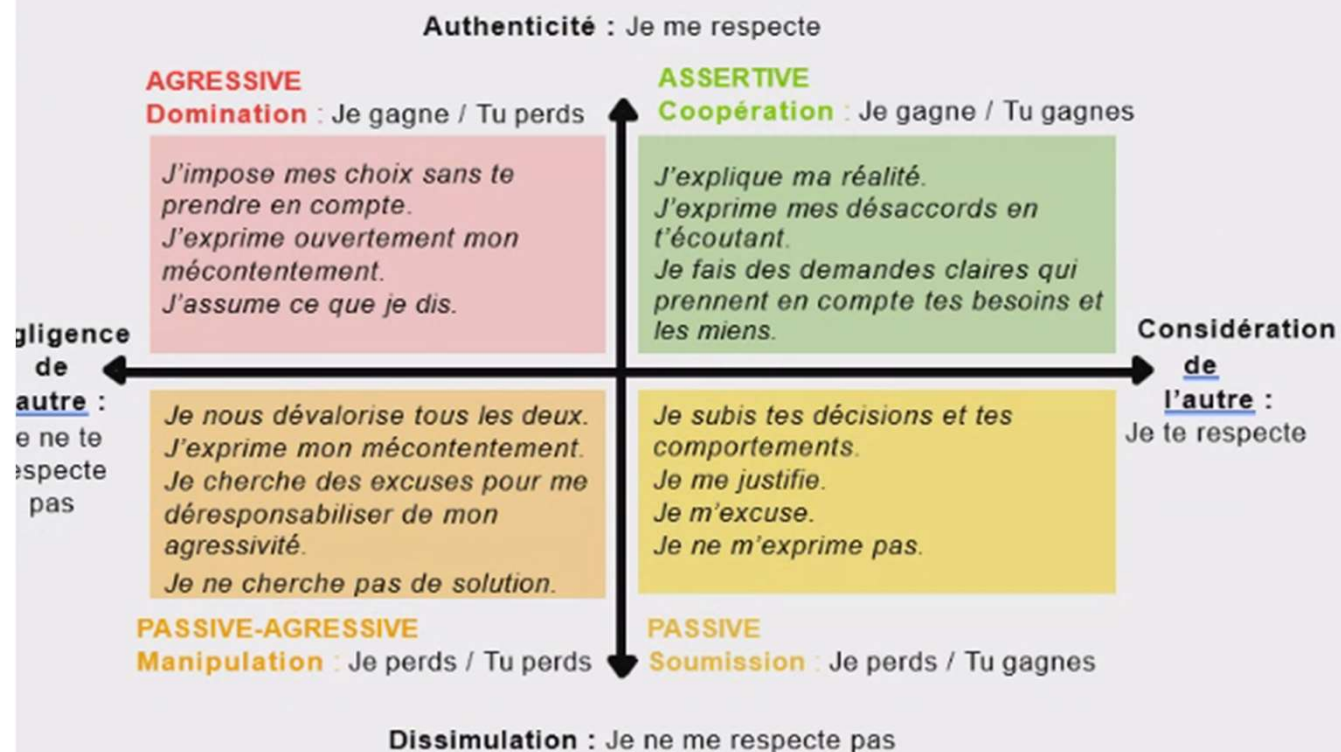 Authenticité : Je me respecte
AGRESSIVE
Domination : Je gagne / Tu perds
ASSERTIVE
Coopération : Je gagne / Tu gagnes
J'impose mes choix sans te
prendre en compte.
J'exprime ouvertement mon
mécontentement.
J'assume ce que je dis.
J'explique ma réalité.
J'exprime mes désaccords en
t'écoutant.
Je fais des demandes claires qui
prennent en compte tes besoins et
les miens.
gligence
de
autre :
e ne te
especte
pas
Considération
de
l'autre :
Je te respecte
Je nous dévalorise tous les deux.
J'exprime mon mécontentement.
Je cherche des excuses pour me
déresponsabiliser de mon
agressivité.
Je ne cherche pas de solution.
Je subis tes décisions et tes
comportements.
Je me justifie.
Je m'excuse.
Je ne m'exprime pas.
PASSIVE-AGRESSIVE
Manipulation : Je perds / Tu perds
PASSIVE
Soumission : Je perds / Tu gagnes
Dissimulation : Je ne me respecte pas